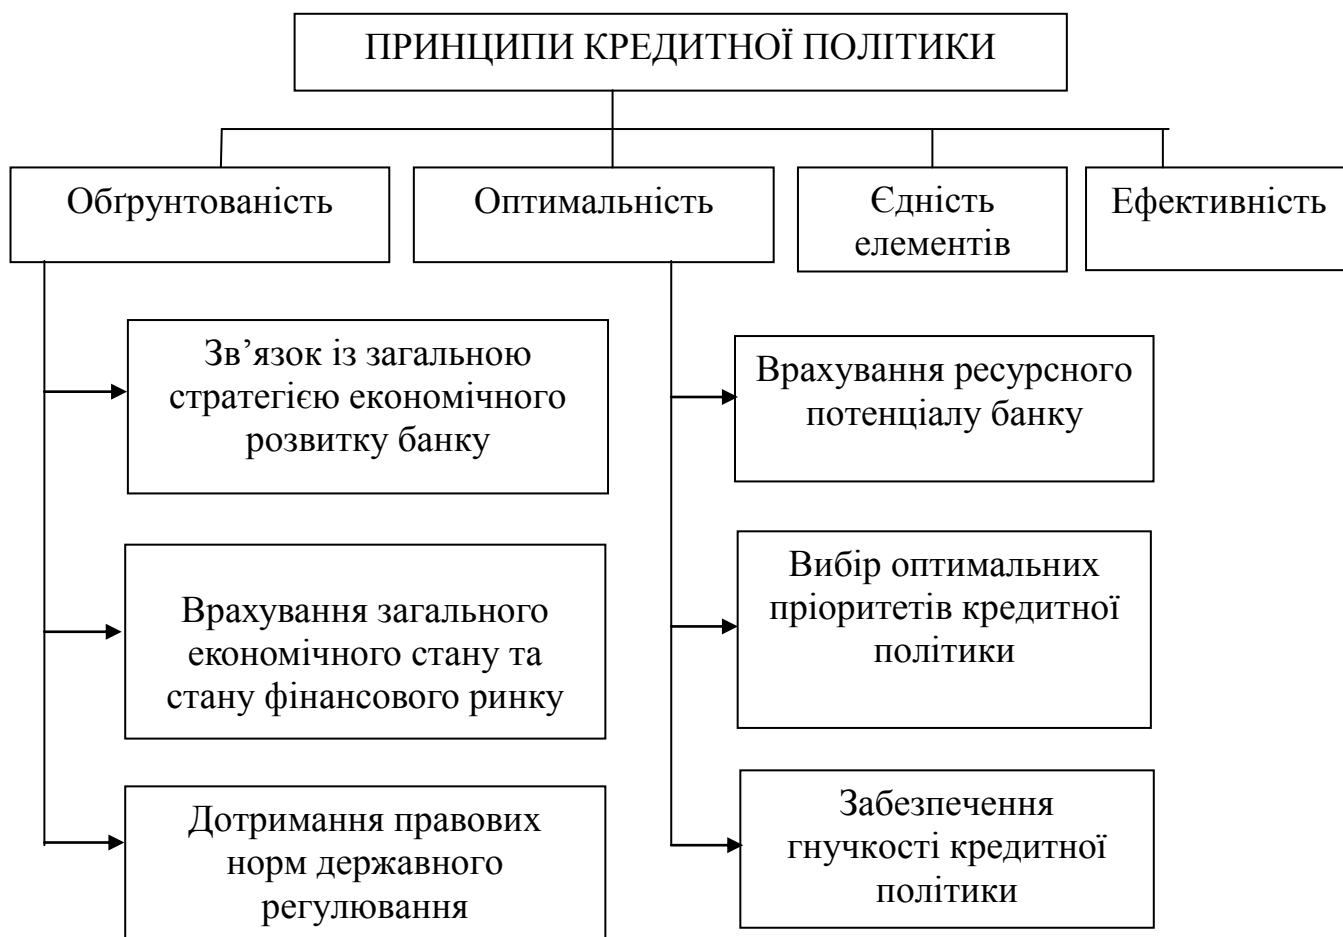 ПРИНЦИПИ КРЕДИТНОЇ ПОЛІТИКИ
Обґрунтованість
Оптимальність
Єдність
елементів
Ефективність
Зв’язок із загальною
стратегією економічного
розвитку банку
Врахування загального
економічного стану та
стану фінансового ринку
Дотримання правових
норм державного
регулювання
Врахування ресурсного
потенціалу банку
Вибір оптимальних
пріоритетів кредитної
політики
Забезпечення
гнучкості кредитної
політики